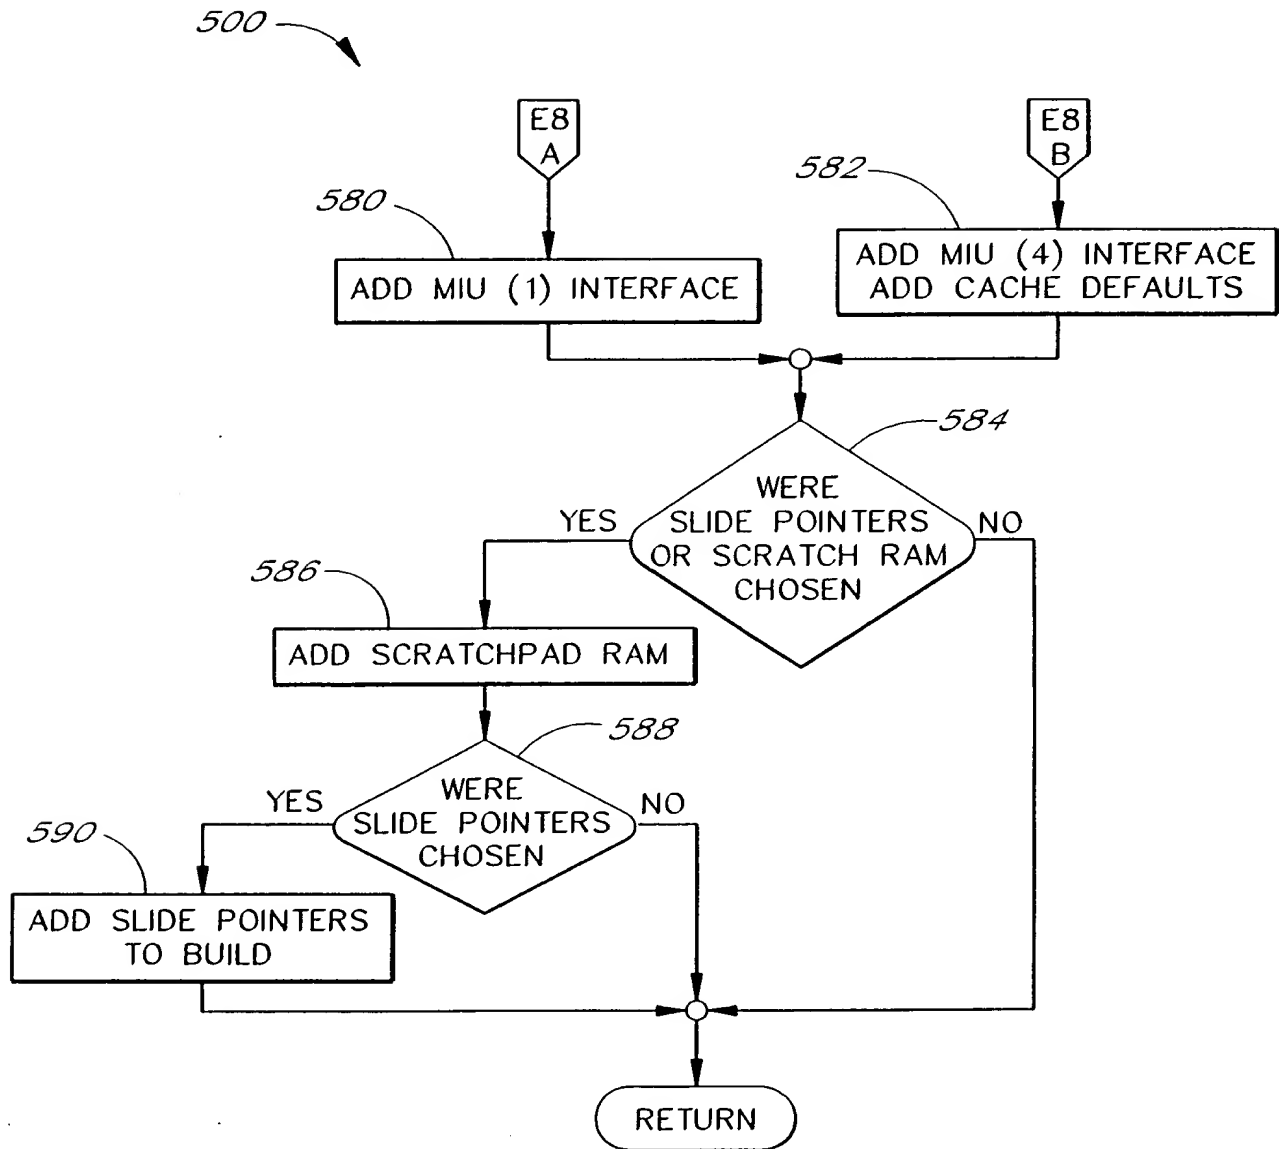 500
E8
A
E8
B
580
582
ADD MIU (1) INTERFACE
ADD MIU (4) INTERFACE
ADD CACHE DEFAULTS
584
WERE
SLIDE POINTERS
OR SCRATCH RAM
CHOSEN
YES
NO
586
ADD SCRATCHPAD RAM
588
WERE
SLIDE POINTERS
CHOSEN
YES
NO
590
ADD SLIDE POINTERS
TO BUILD
RETURN